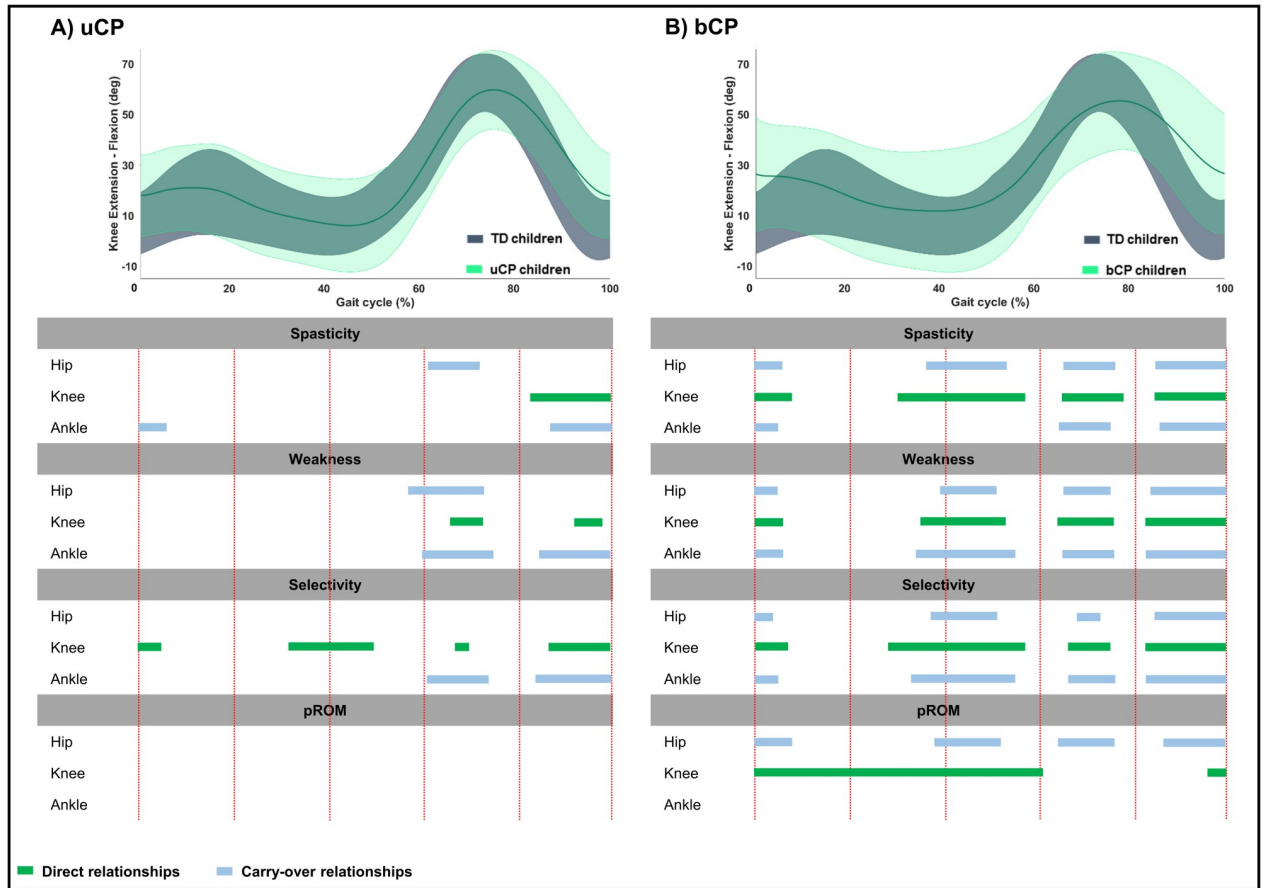 A) uCP
70
50
30
10
-10
Knee Extension - Flexion (deg)
TD children
uCP children
0 20 40 60 80 100
Gait cycle (%)
Spasticity
Hip
Knee
Ankle
Weakness
Hip
Knee
Ankle
Selectivity
Hip
Knee
Ankle
pROM
Hip
Knee
Ankle
B) bCP
70
50
30
10
-10
Knee Extension - Flexion (deg)
TD children
bCP children
0 20 40 60 80 100
Gait cycle (%)
Spasticity
Hip
Knee
Ankle
Weakness
Hip
Knee
Ankle
Selectivity
Hip
Knee
Ankle
pROM
Hip
Knee
Ankle
Direct relationships Carry-over relationships